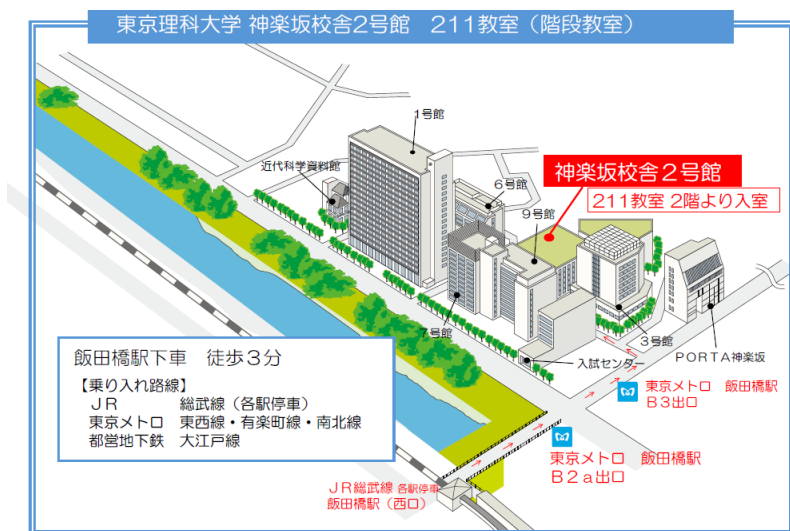 東京理科大学 神楽坂校舎2号館　211教室（階段教室）
1号館
近代科学資料館
6号館
神楽坂校舎２号館
211教室 2階より入室
9号館
7号館
3号館
入試センター
ＰＯＲＴＡ神楽坂
飯田橋駅下車　徒歩３分
【乗り入れ路線】
ＪＲ　　　　総武線（各駅停車）
東京メトロ　東西線・有楽町線・南北線
都営地下鉄　大江戸線
東京メトロ　飯田橋駅
Ｂ３出口
東京メトロ　飯田橋駅
Ｂ２ａ出口
ＪＲ総武線 各駅停車
飯田橋駅（西口）